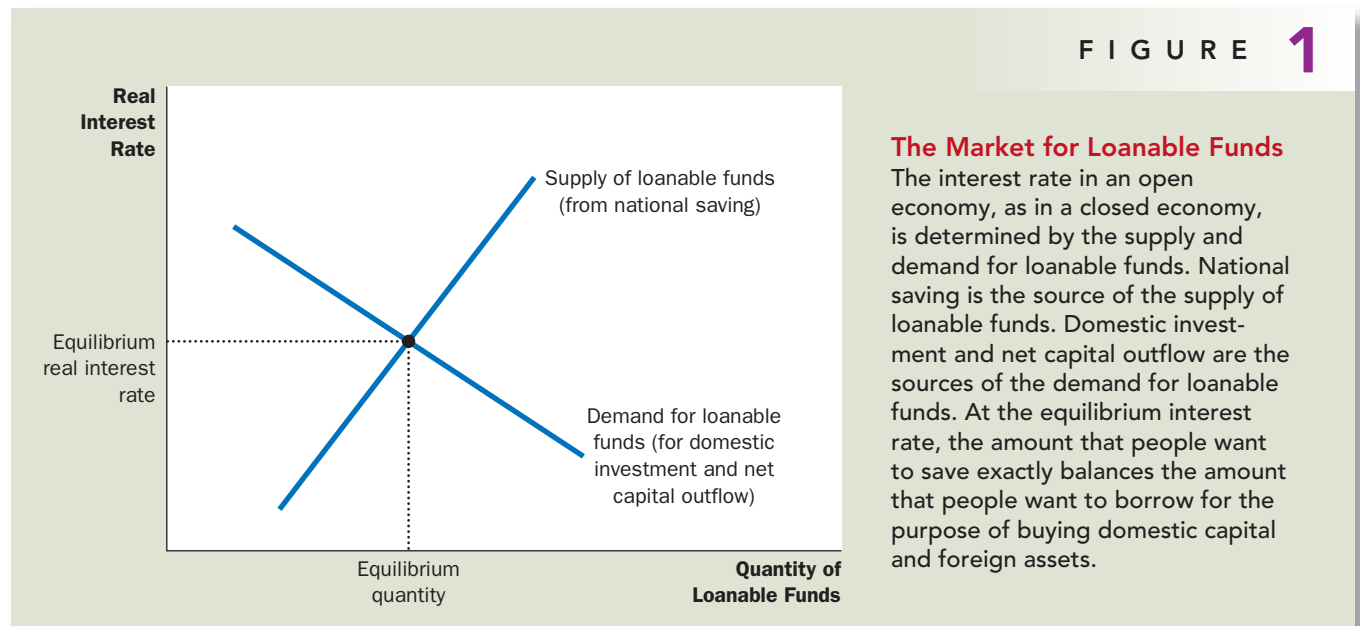 FIGURE 1
Real
Interest
Rate
Supply of loanable funds
(from national saving)
Equilibrium
real interest
rate
Demand for loanable
funds (for domestic
investment and net
capital outflow)
Equilibrium
quantity
Quantity of
Loanable Funds
The Market for Loanable Funds
The interest rate in an open
economy, as in a closed economy,
is determined by the supply and
demand for loanable funds. National
saving is the source of the supply of
loanable funds. Domestic invest-
ment and net capital outflow are the
sources of the demand for loanable
funds. At the equilibrium interest
rate, the amount that people want
to save exactly balances the amount
that people want to borrow for the
purpose of buying domestic capital
and foreign assets.